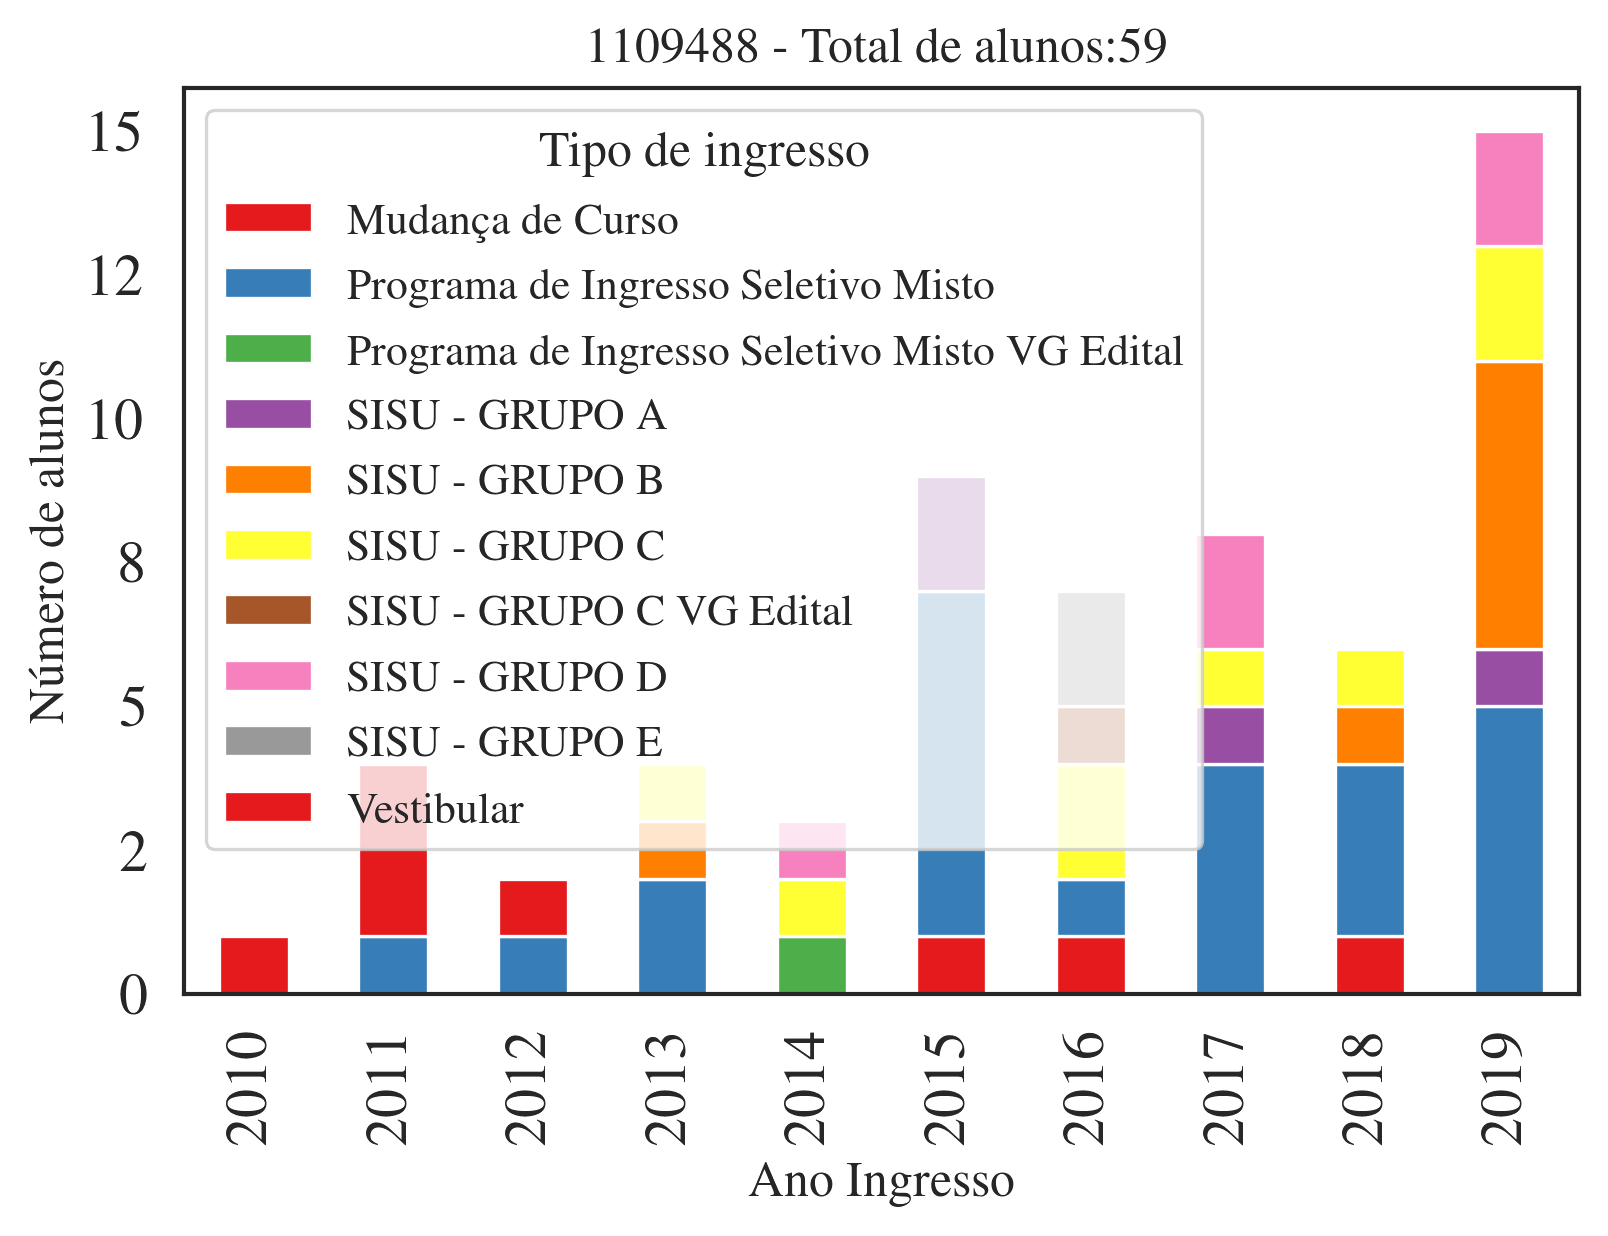 1109488 - Total de alunos:59
Tipo de ingresso
Mudança de Curso
Programa de Ingresso Seletivo Misto
Programa de Ingresso Seletivo Misto VG Edital
SISU - GRUPO A
SISU - GRUPO B
SISU - GRUPO C
SISU - GRUPO C VG Edital
SISU - GRUPO D
SISU - GRUPO E
Vestibular
Número de alunos
15
12
10
8
5
2
0
2010
2011
2012
2013
2014
2015
2016
2017
2018
2019
Ano Ingresso